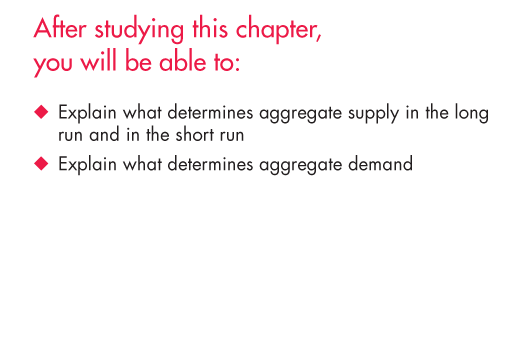 After studying this chapter,
you will be able to:
◆ Explain what determines aggregate supply in the long
run and in the short run
◆ Explain what determines aggregate demand